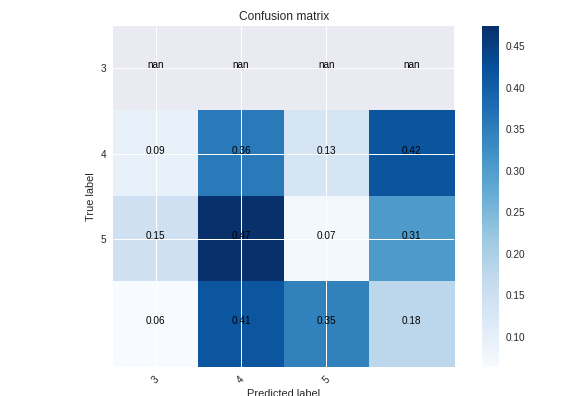 Confusion matrix
3 nan nan nan nan
4 0.09 0.36 0.13 0.42
5 0.15 0.47 0.07 0.31
0.06 0.41 0.35 0.18
3 4 5
True label
Predicted label
0.45
0.40
0.35
0.30
0.25
0.20
0.15
0.10